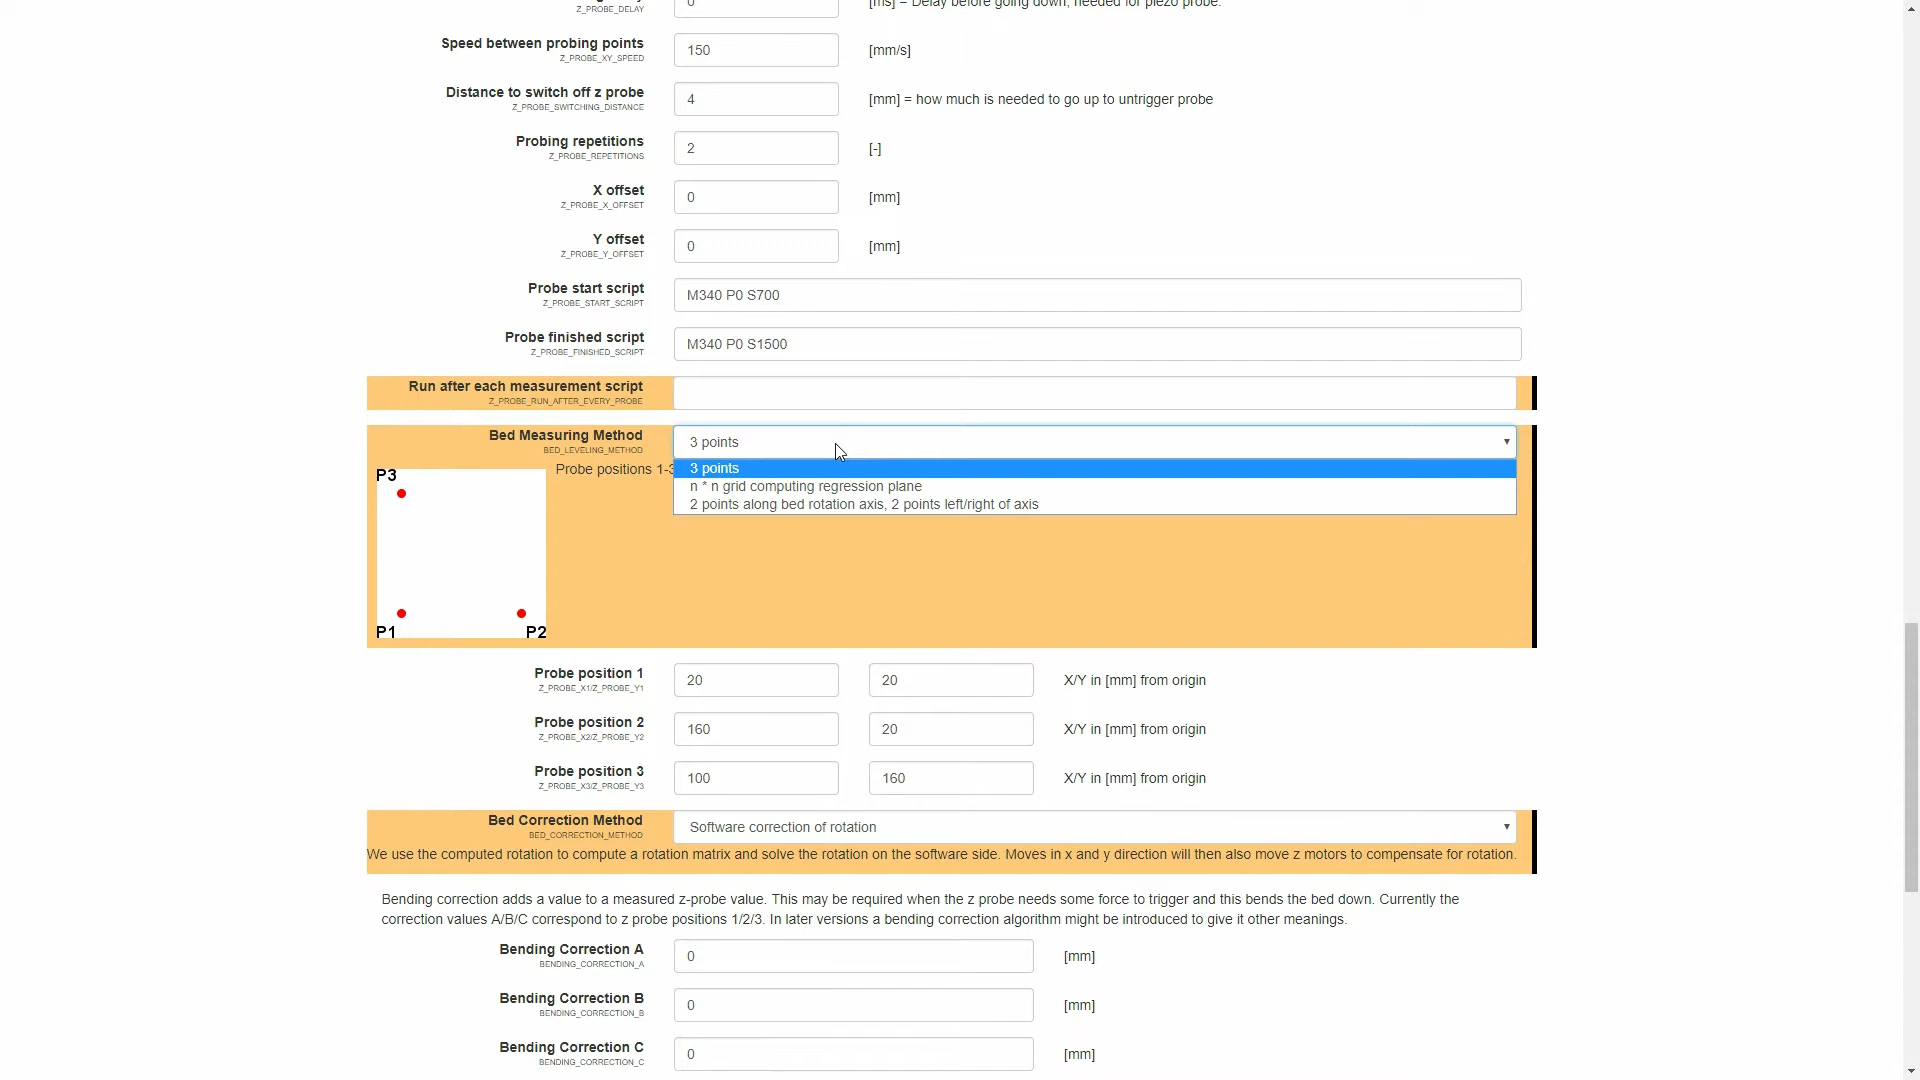 Z_PROBE_DELAY
0
[ms] = Delay before going down, needed for piezo probe.
Speed between probing points
Z_PROBE_XY_SPEED
150
[mm/s]
Distance to switch off z probe
Z_PROBE_SWITCHING_DISTANCE
4
[mm] = how much is needed to go up to untrigger probe
Probing repetitions
Z_PROBE_REPETITIONS
2
[-]
X offset
Z_PROBE_X_OFFSET
0
[mm]
Y offset
Z_PROBE_Y_OFFSET
0
[mm]
Probe start script
Z_PROBE_START_SCRIPT
M340 P0 S700
Probe finished script
Z_PROBE_FINISHED_SCRIPT
M340 P0 S1500
Run after each measurement script
Z_PROBE_RUN_AFTER_EVERY_PROBE
Bed Measuring Method
BED_LEVELING_METHOD
3 points
Probe positions 1-3
3 points
n * n grid computing regression plane
2 points along bed rotation axis, 2 points left/right of axis
P3
P1
P2
Probe position 1
Z_PROBE_X1/Z_PROBE_Y1
20
20
X/Y in [mm] from origin
Probe position 2
Z_PROBE_X2/Z_PROBE_Y2
160
20
X/Y in [mm] from origin
Probe position 3
Z_PROBE_X3/Z_PROBE_Y3
100
160
X/Y in [mm] from origin
Bed Correction Method
BED_CORRECTION_METHOD
Software correction of rotation
We use the computed rotation to compute a rotation matrix and solve the rotation on the software side. Moves in x and y direction will then also move z motors to compensate for rotation.
Bending correction adds a value to a measured z-probe value. This may be required when the z probe needs some force to trigger and this bends the bed down. Currently the
correction values A/B/C correspond to z probe positions 1/2/3. In later versions a bending correction algorithm might be introduced to give it other meanings.
Bending Correction A
BENDING_CORRECTION_A
0
[mm]
Bending Correction B
BENDING_CORRECTION_B
0
[mm]
Bending Correction C
BENDING_CORRECTION_C
0
[mm]